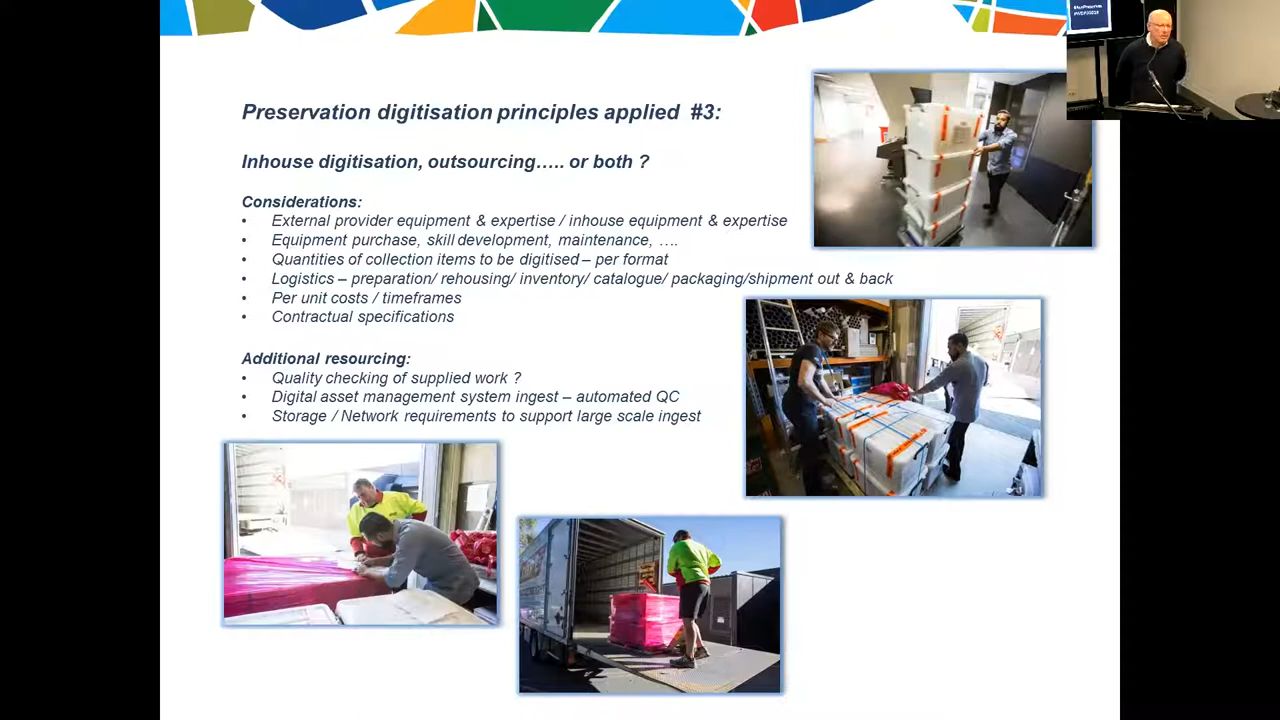 Preservation digitisation principles applied #3:
Inhouse digitisation, outsourcing….. or both ?
Considerations:
• External provider equipment & expertise / inhouse equipment & expertise
• Equipment purchase, skill development, maintenance, ….
• Quantities of collection items to be digitised – per format
• Logistics – preparation/ rehousing/ inventory/ catalogue/ packaging/shipment out & back
• Per unit costs / timeframes
• Contractual specifications
Additional resourcing:
• Quality checking of supplied work ?
• Digital asset management system ingest – automated QC
• Storage / Network requirements to support large scale ingest